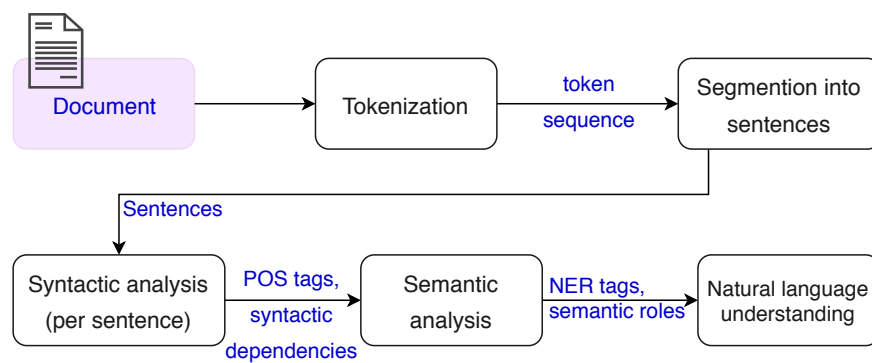 Document
Tokenization
token
sequence
Segmention into
sentences
Sentences
Syntactic analysis
(per sentence)
POS tags,
syntactic
dependencies
Semantic
analysis
NER tags,
semantic roles
Natural language
understanding